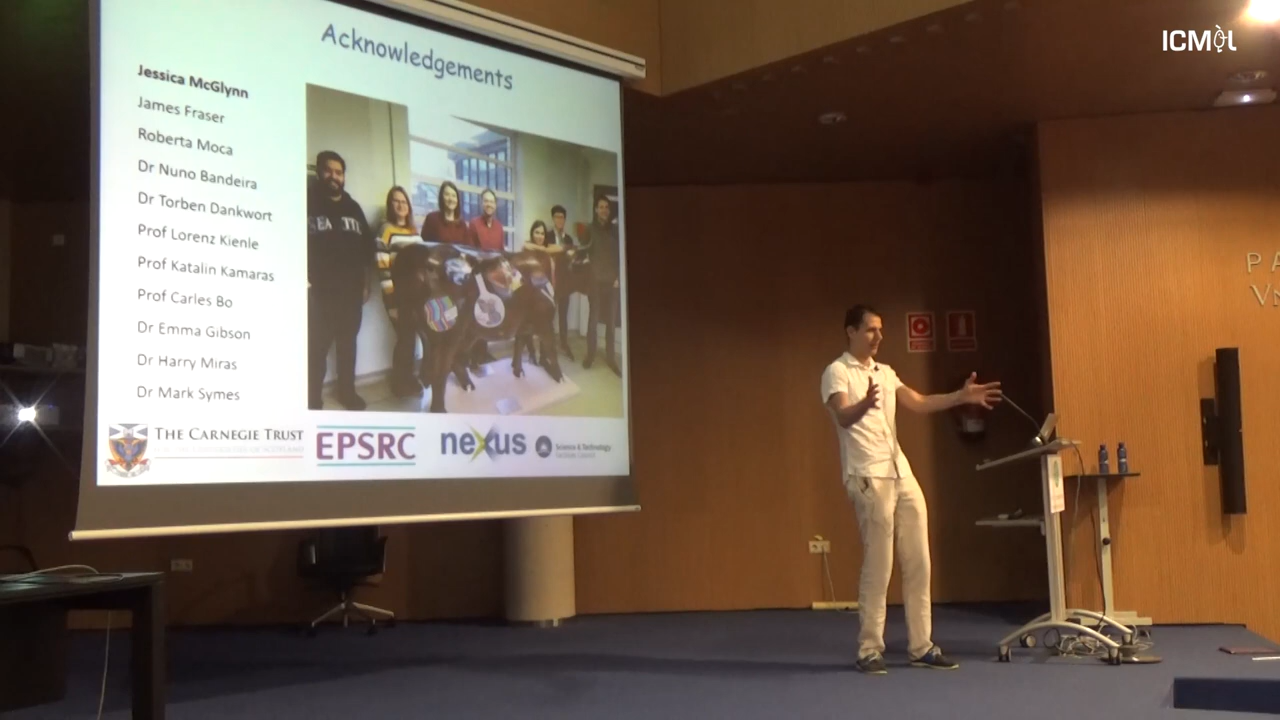 ICMOL
Acknowledgements
Jessica McGlynn
James Fraser
Roberta Moca
Dr Nuno Bandeira
Dr Torben Dankwort
Prof Lorenz Kienle
Prof Katalin Kamaras
Prof Carles Bo
Dr Emma Gibson
Dr Harry Miras
Dr Mark Symes
THE CARNEGIE TRUST
EPSRC
nexus
Science & Technology
Facilities Council